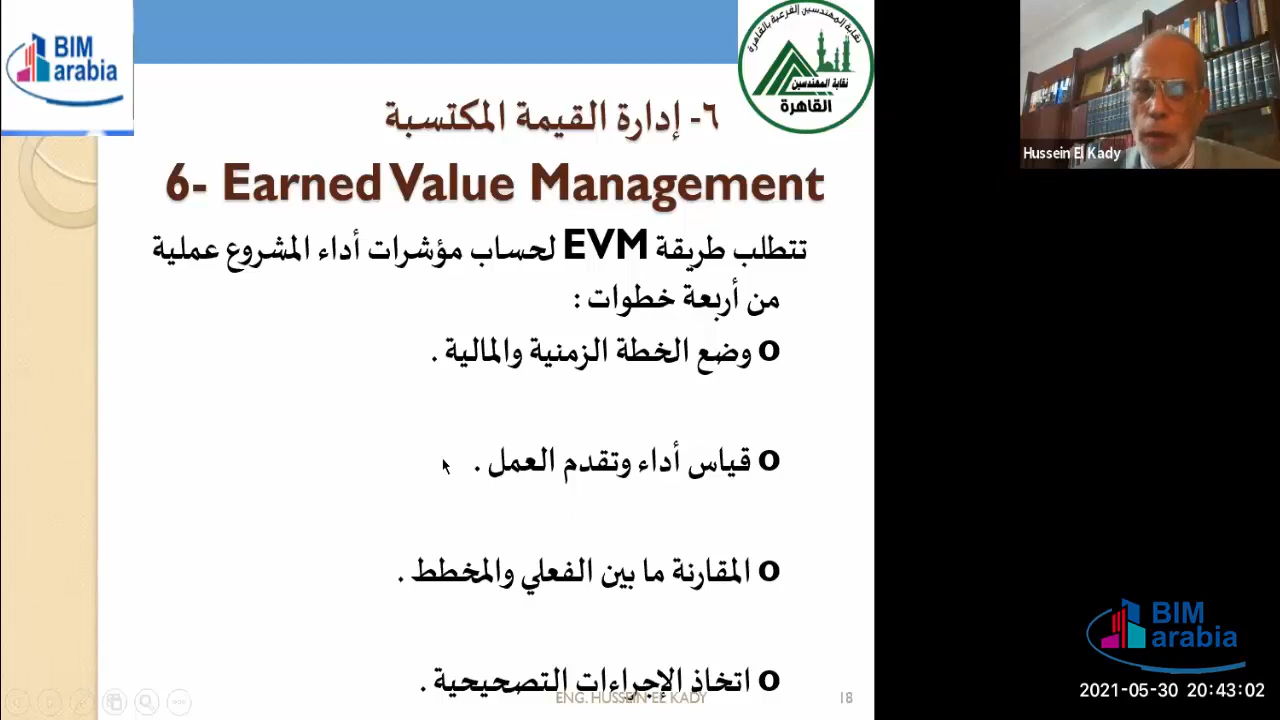 BIM
arabia
نقابة المهندسين الفرعية بالقاهرة
نقابة المهندسين
القاهرة
٦- إدارة القيمة المكتسبة
6- Earned Value Management
تتطلب طريقة EVM لحساب مؤشرات أداء المشروع عملية
من أربعة خطوات :
o وضع الخطة الزمنية والمالية .
o قياس أداء وتقدم العمل .
o المقارنة ما بين الفعلي والمخطط .
o اتخاذ الإجراءات التصحيحية .
ENG. HUSSEIN EL KADY
18
Hussein El Kady
BIM
arabia
2021-05-30 20:43:02